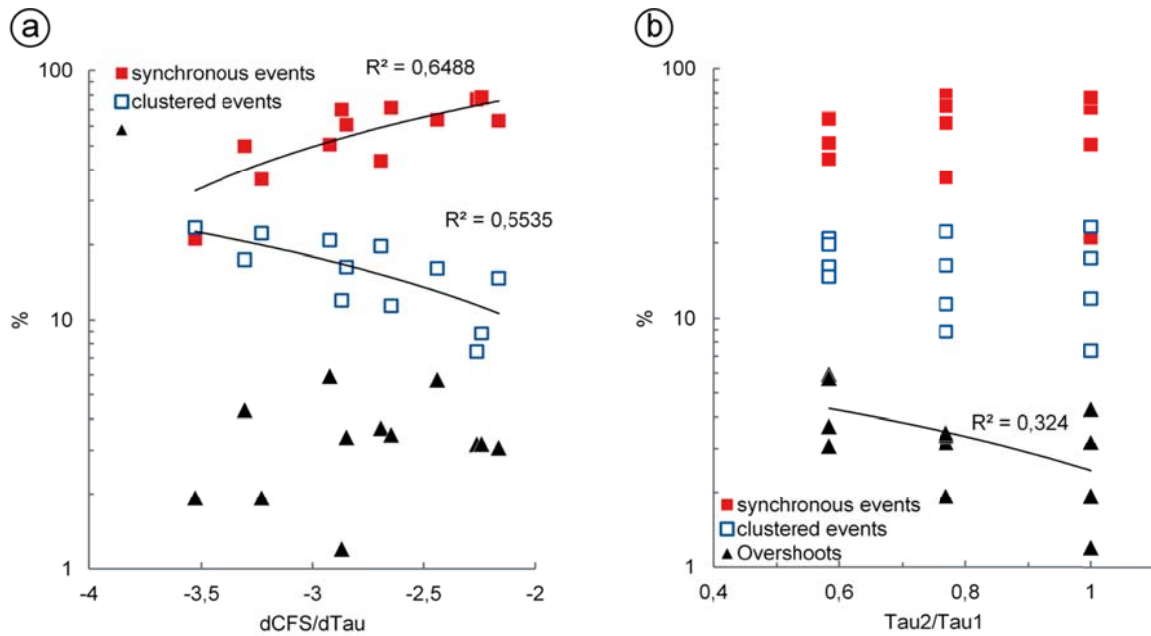 a
synchronous events
clustered events
R² = 0,6488
R² = 0,5535
100
10
1
%
-4
-3,5
-3
-2,5
-2
dCFS/dTau
b
100
10
1
%
R² = 0,324
synchronous events
clustered events
Overshoots
0,4
0,6
0,8
1
Tau2/Tau1